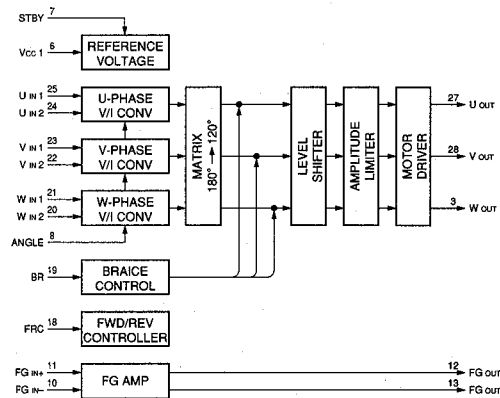 STBY 7
VCC 1 6
REFERENCE
VOLTAGE
U IN 1 25
U IN 2 24
U-PHASE
V/I CONV
V IN 1 23
V IN 2 22
V-PHASE
V/I CONV
W IN 1 21
W IN 2 20
W-PHASE
V/I CONV
ANGLE 8
MATRIX
180° → 120°
LEVEL
SHIFTER
AMPLITUDE
LIMITER
MOTOR
DRIVER
27 U OUT
28 V OUT
3 W OUT
BR 19
BRAICE
CONTROL
FRC 18
FWD/REV
CONTROLLER
FG IN+ 11
FG IN– 10
FG AMP
12 FG OUT
13 FG OUT